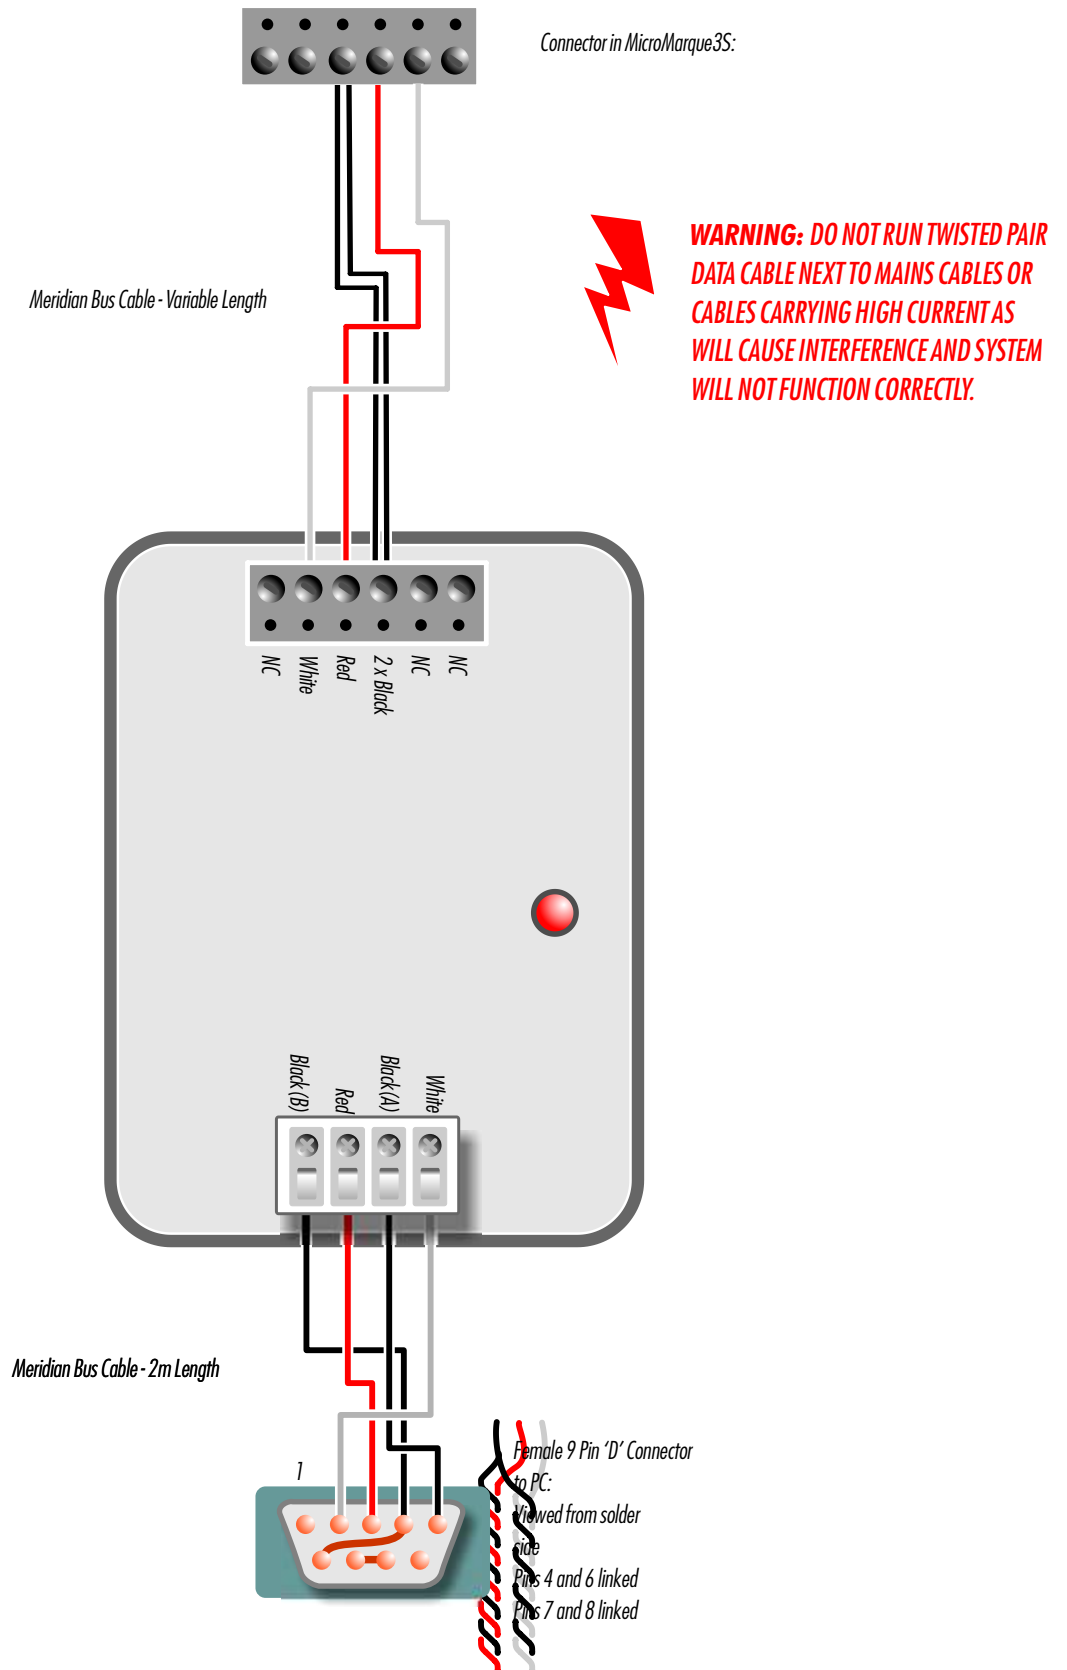 Connector in MicroMarque3S:
WARNING: DO NOT RUN TWISTED PAIR
DATA CABLE NEXT TO MAINS CABLES OR
CABLES CARRYING HIGH CURRENT AS
WILL CAUSE INTERFERENCE AND SYSTEM
WILL NOT FUNCTION CORRECTLY.
Meridian Bus Cable - Variable Length
NC
White
Red
2 x Black
NC
NC
Black (B)
Red
Black (A)
White
Meridian Bus Cable - 2m Length
1
Female 9 Pin ‘D’ Connector
to PC:
Viewed from solder
side
Pins 4 and 6 linked
Pins 7 and 8 linked